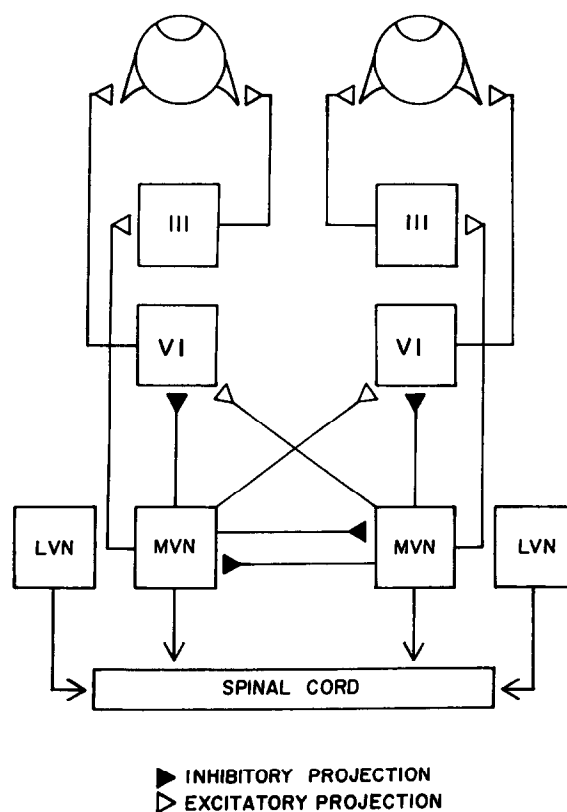 III III
VI VI
LVN MVN MVN LVN
SPINAL CORD
INHIBITORY PROJECTION
EXCITATORY PROJECTION